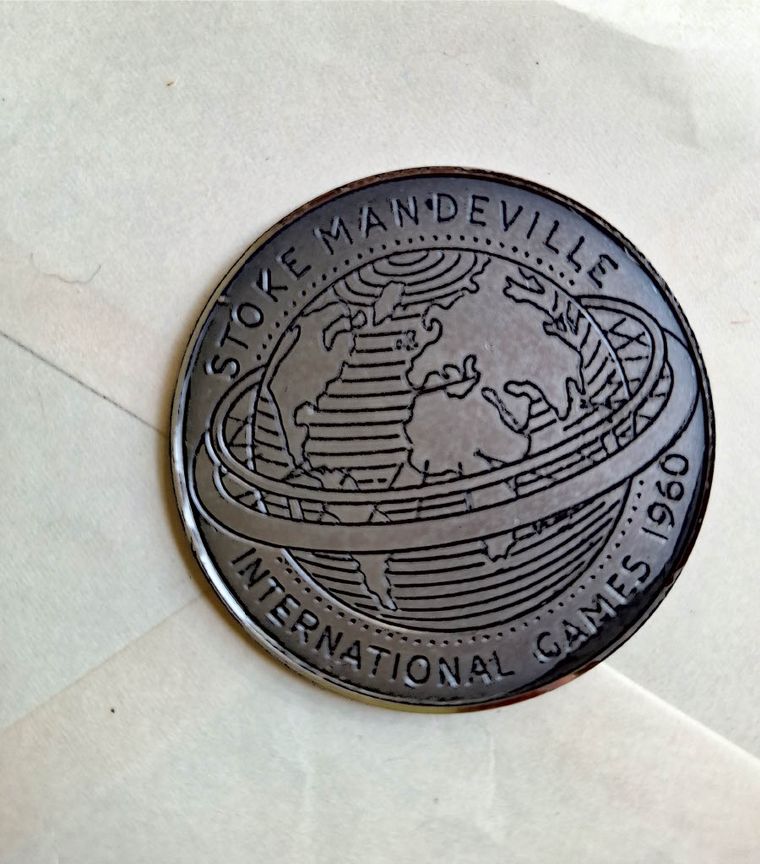 STOKE MANDEVILLE
INTERNATIONAL GAMES 1960